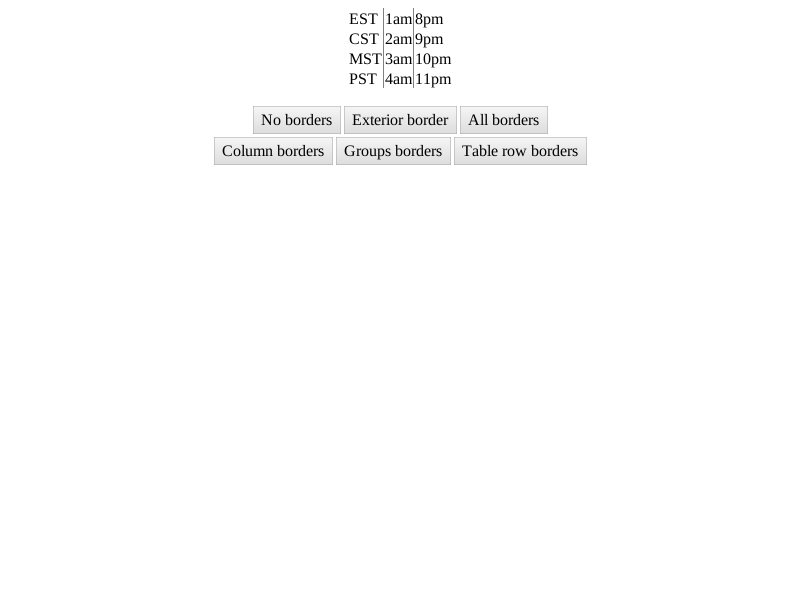 EST 1am 8pm
CST 2am 9pm
MST 3am 10pm
PST 4am 11pm
No borders Exterior border All borders
Column borders Groups borders Table row borders